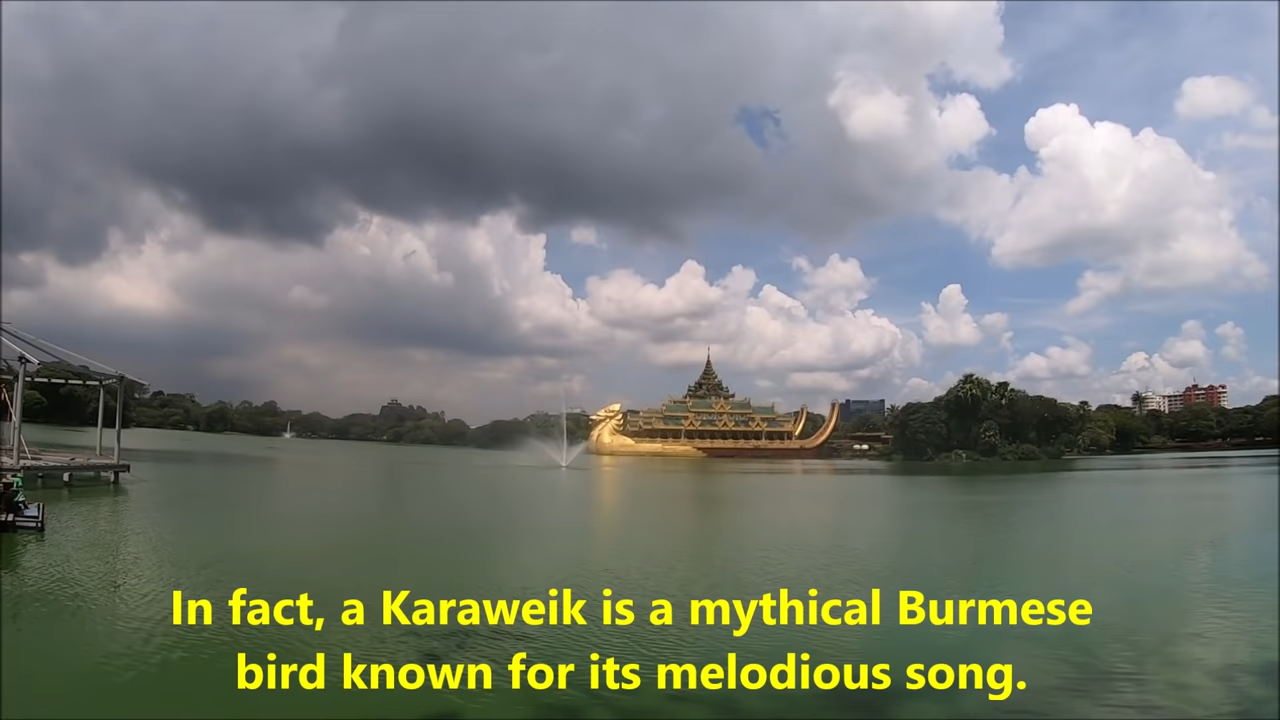 In fact, a Karaweik is a mythical Burmese
bird known for its melodious song.